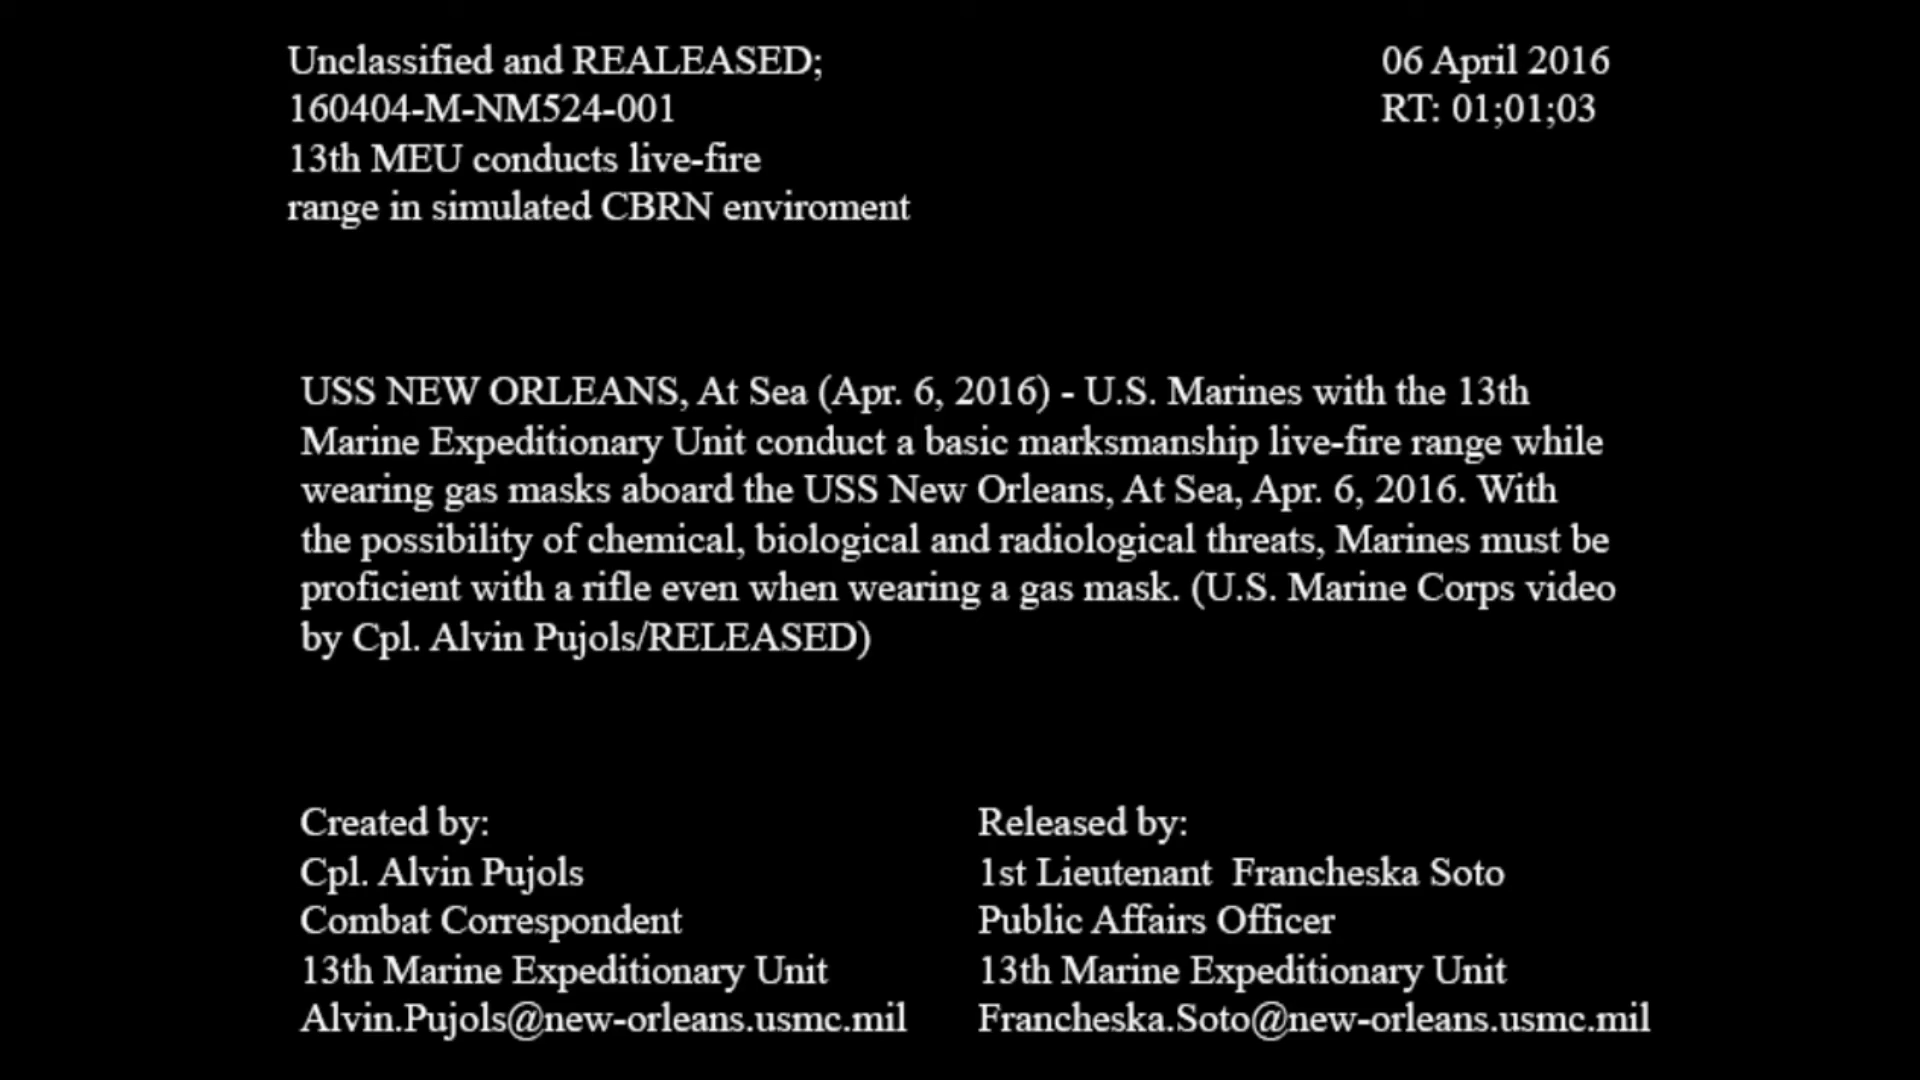 Unclassified and REALEASED;
160404-M-NM524-001
13th MEU conducts live-fire
range in simulated CBRN enviroment
06 April 2016
RT: 01;01;03
USS NEW ORLEANS, At Sea (Apr. 6, 2016) - U.S. Marines with the 13th
Marine Expeditionary Unit conduct a basic marksmanship live-fire range while
wearing gas masks aboard the USS New Orleans, At Sea, Apr. 6, 2016. With
the possibility of chemical, biological and radiological threats, Marines must be
proficient with a rifle even when wearing a gas mask. (U.S. Marine Corps video
by Cpl. Alvin Pujols/RELEASED)
Created by:
Cpl. Alvin Pujols
Combat Correspondent
13th Marine Expeditionary Unit
Alvin.Pujols@new-orleans.usmc.mil
Released by:
1st Lieutenant  Francheska Soto
Public Affairs Officer
13th Marine Expeditionary Unit
Francheska.Soto@new-orleans.usmc.mil